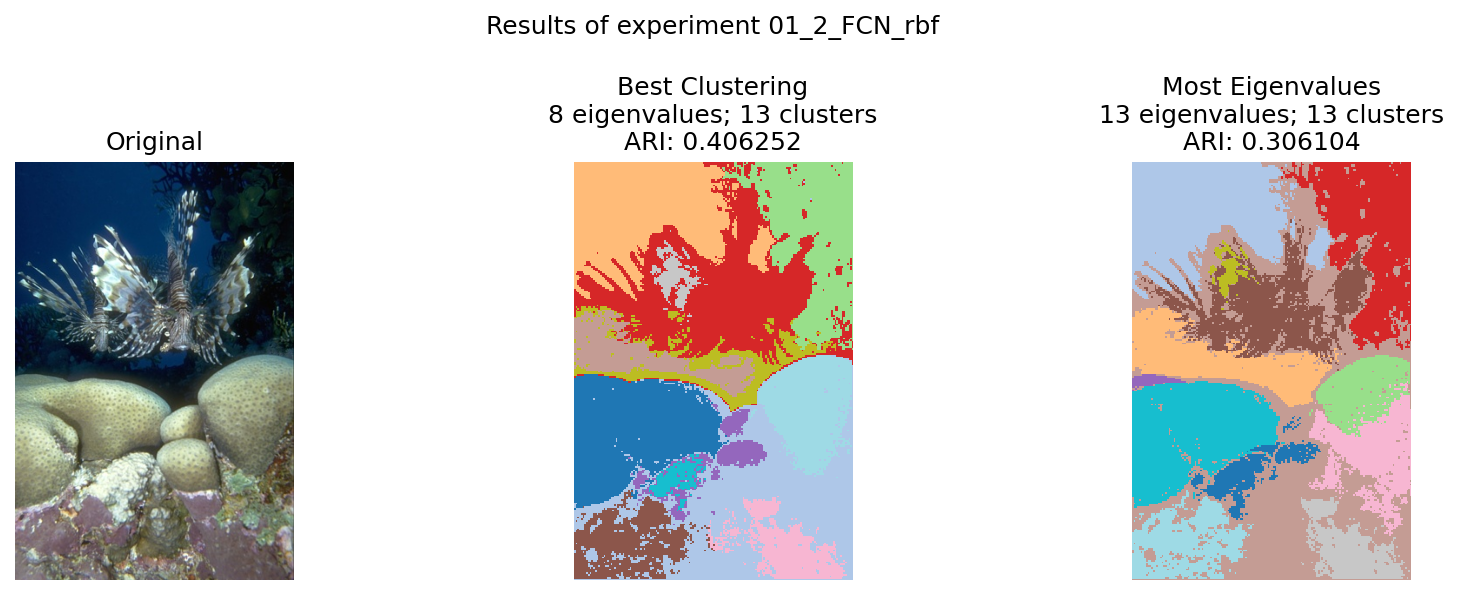 Results of experiment 01_2_FCN_rbf
Original
Best Clustering
8 eigenvalues; 13 clusters
ARI: 0.406252
Most Eigenvalues
13 eigenvalues; 13 clusters
ARI: 0.306104